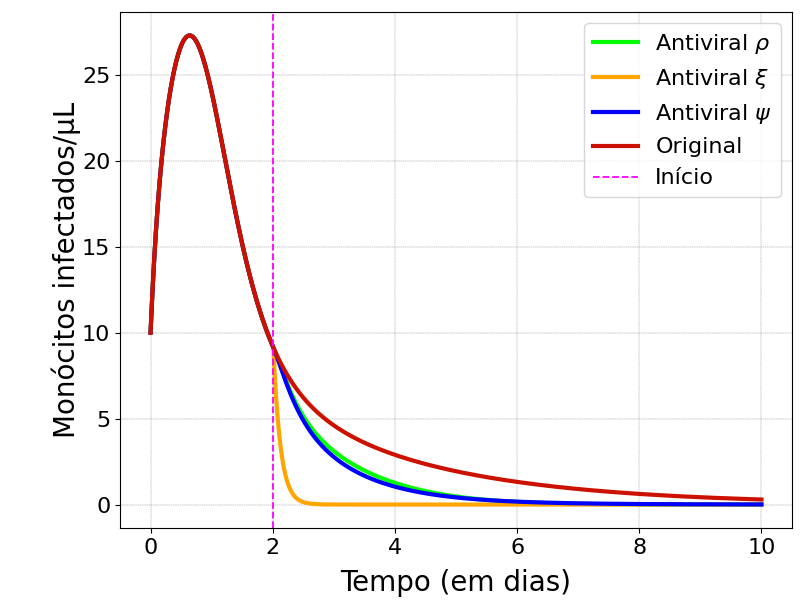 Antiviral ρ
Antiviral ξ
Antiviral ψ
Original
Início
Monócitos infectados/μL
25
20
15
10
5
0
0 2 4 6 8 10
Tempo (em dias)